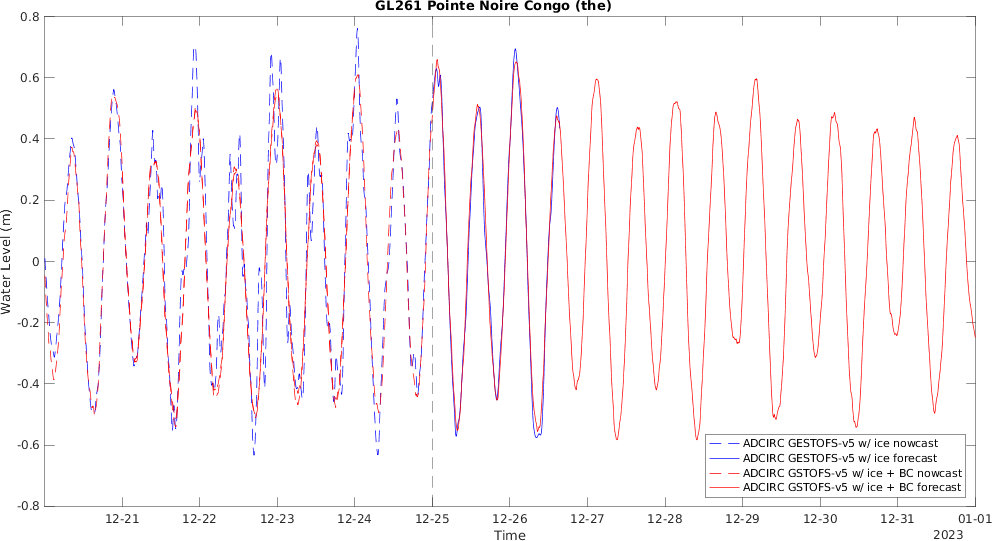 GL261 Pointe Noire Congo (the)
Water Level (m)
0.8
0.6
0.4
0.2
0
-0.2
-0.4
-0.6
-0.8
ADCIRC GESTOFS-v5 w/ ice nowcast
ADCIRC GESTOFS-v5 w/ ice forecast
ADCIRC GSTOFS-v5 w/ ice + BC nowcast
ADCIRC GSTOFS-v5 w/ ice + BC forecast
12-21 12-22 12-23 12-24 12-25 12-26 12-27 12-28 12-29 12-30 12-31 01-01
Time
2023